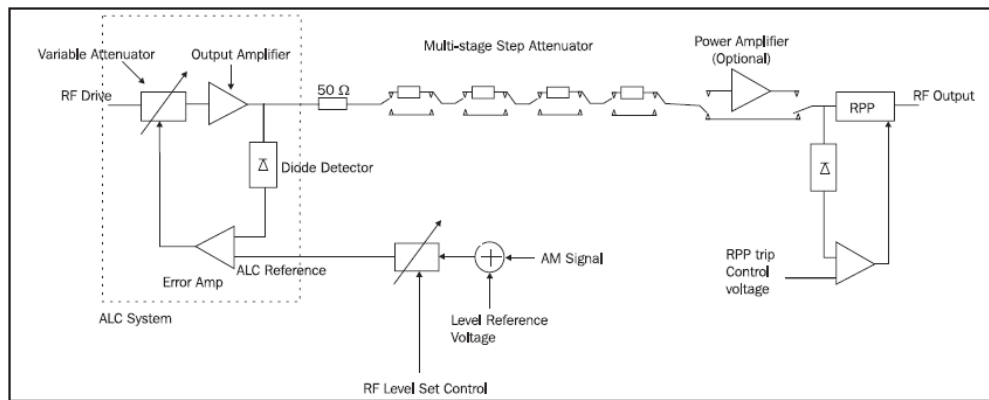 Variable Attenuator
Output Amplifier
Multi-stage Step Attenuator
Power Amplifier
(Optional)
RF Drive
50 Ω
RPP
RF Output
Diode Detector
Error Amp
ALC Reference
AM Signal
RPP trip
Control
voltage
ALC System
Level Reference
Voltage
RF Level Set Control